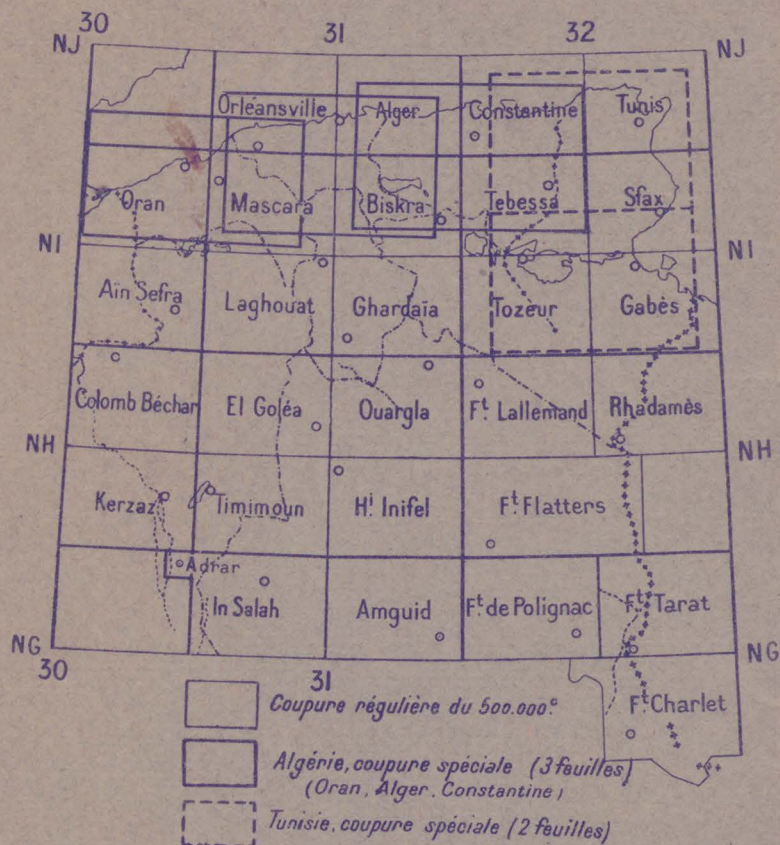 30 31 32
NJ NJ
Orléansville Alger Constantine Tunis
Oran Mascara Biskra Tebessa Sfax
NI NI
Aïn Sefra Laghouat Ghardaïa Tozeur Gabès
Colomb Béchar El Goléa Ouargla Ft. Lallemand Rhadamès
NH NH
Kerzaz Timimoun Hi. Inifel Ft. Flatters
Adrar
In Salah Amguid Ft. de Polignac Ft. Tarat
NG NG
30 31
Ft. Charlet
Coupure régulière du 500.000e
Algérie, coupure spéciale (3 feuilles)
(Oran, Alger, Constantine)
Tunisie, coupure spéciale (2 feuilles)